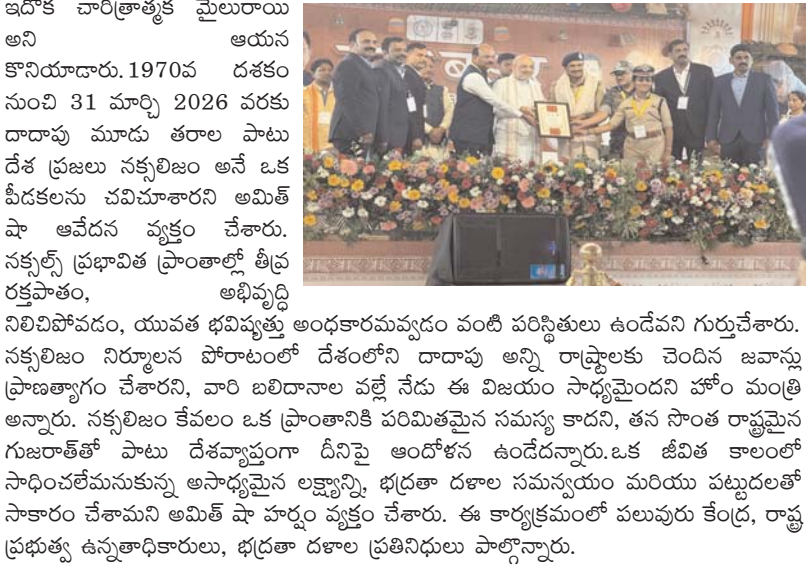 ఇదొక చారిత్రాత్మక మైలురాయి
అని ఆయన
కొనియాడారు.1970వ దశకం
నుంచి 31 మార్చి 2026 వరకు
దాదాపు మూడు తరాల పాటు
దేశ ప్రజలు నక్సలిజం అనే ఒక
పీడకలను చవిచూశారని అమిత్
షా ఆవేదన వ్యక్తం చేశారు.
నక్సల్స్ ప్రభావిత ప్రాంతాల్లో తీవ్ర
రక్తపాతం, అభివృద్ధి
నిలిచిపోవడం, యువత భవిష్యత్తు అంధకారమవ్వడం వంటి పరిస్థితులు ఉండేవని గుర్తుచేశారు.
నక్సలిజం నిర్మూలన పోరాటంలో దేశంలోని దాదాపు అన్ని రాష్ట్రాలకు చెందిన జవాన్లు
ప్రాణత్యాగం చేశారని, వారి బలిదానాల వల్లే నేడు ఈ విజయం సాధ్యమైందని హోం మంత్రి
అన్నారు. నక్సలిజం కేవలం ఒక ప్రాంతానికి పరిమితమైన సమస్య కాదని, తన సొంత రాష్ట్రమైన
గుజరాత్‌తో పాటు దేశవ్యాప్తంగా దీనిపై ఆందోళన ఉండేదన్నారు.ఒక జీవిత కాలంలో
సాధించలేమనుకున్న అసాధ్యమైన లక్ష్యాన్ని, భద్రతా దళాల సమన్వయం మరియు పట్టుదలతో
సాకారం చేశామని అమిత్ షా హర్షం వ్యక్తం చేశారు. ఈ కార్యక్రమంలో పలువురు కేంద్ర, రాష్ట్ర
ప్రభుత్వ ఉన్నతాధికారులు, భద్రతా దళాల ప్రతినిధులు పాల్గొన్నారు.